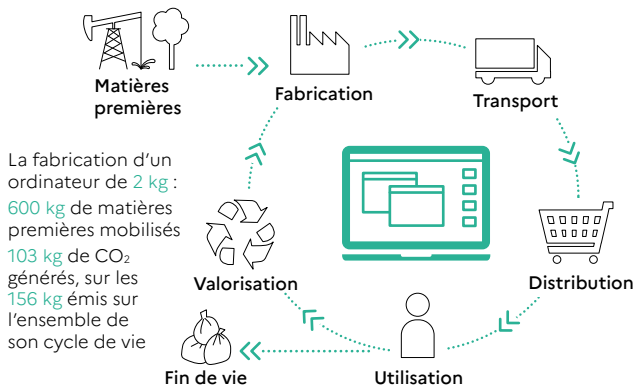 Matières
premières
Fabrication
Transport
La fabrication d'un
ordinateur de 2 kg :
600 kg de matières
premières mobilisés
103 kg de CO₂
générés, sur les
156 kg émis sur
l'ensemble de
son cycle de vie
Valorisation
Distribution
Fin de vie
Utilisation